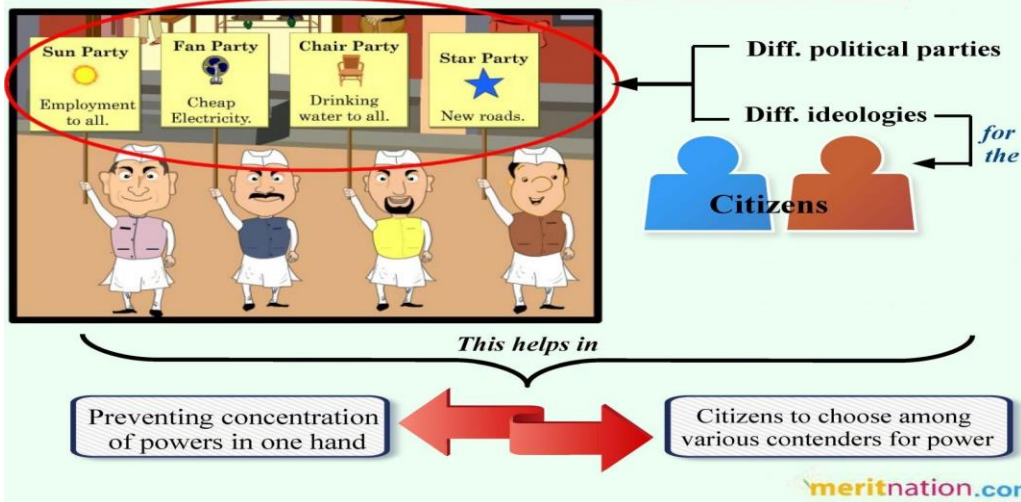 Sun Party
Employment
to all.
Fan Party
Cheap
Electricity.
Chair Party
Drinking
water to all.
Star Party
New roads.
Diff. political parties
Diff. ideologies
for
the
Citizens
This helps in
Preventing concentration
of powers in one hand
Citizens to choose among
various contenders for power
meritnation.com